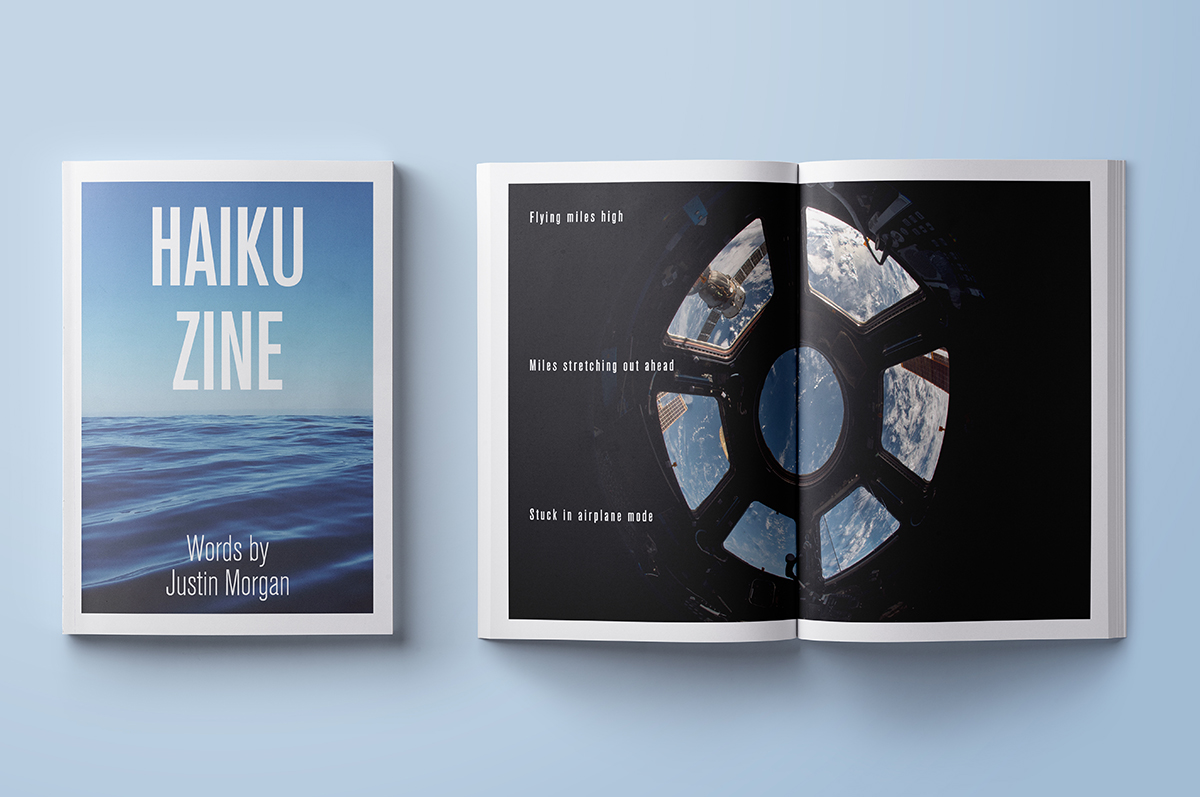 HAIKU
ZINE
Words by
Justin Morgan
Flying miles high
Miles stretching out ahead
Stuck in airplane mode